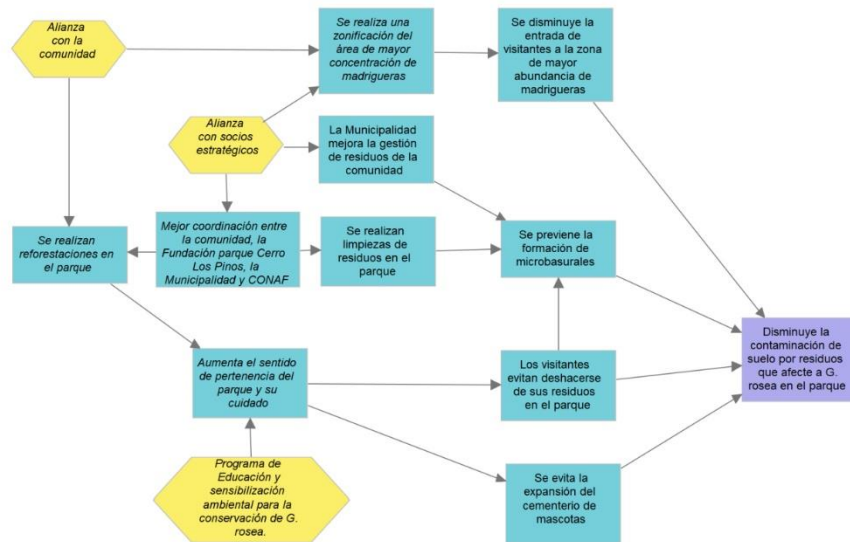 Alianza
con la
comunidad
Se realiza una
zonificación del
área de mayor
concentración de
madrigueras
Se disminuye la
entrada de
visitantes a la zona
de mayor
abundancia de
madrigueras
Alianza
con socios
estratégicos
La Municipalidad
mejora la gestión
de residuos de la
comunidad
Se realizan
reforestaciones en
el parque
Mejor coordinación entre
la comunidad, la
Fundación parque Cerro
Los Pinos, la
Municipalidad y CONAF
Se realizan
limpiezas de
residuos en el
parque
Se previene la
formación de
microbasurales
Disminuye la
contaminación de
suelo por residuos
que afecte a G.
rosea en el parque
Aumenta el sentido
de pertenencia del
parque y su
cuidado
Los visitantes
evitan deshacerse
de sus residuos
en el parque
Programa de
Educación y
sensibilización
ambiental para la
conservación de G.
rosea.
Se evita la
expansión del
cementerio de
mascotas